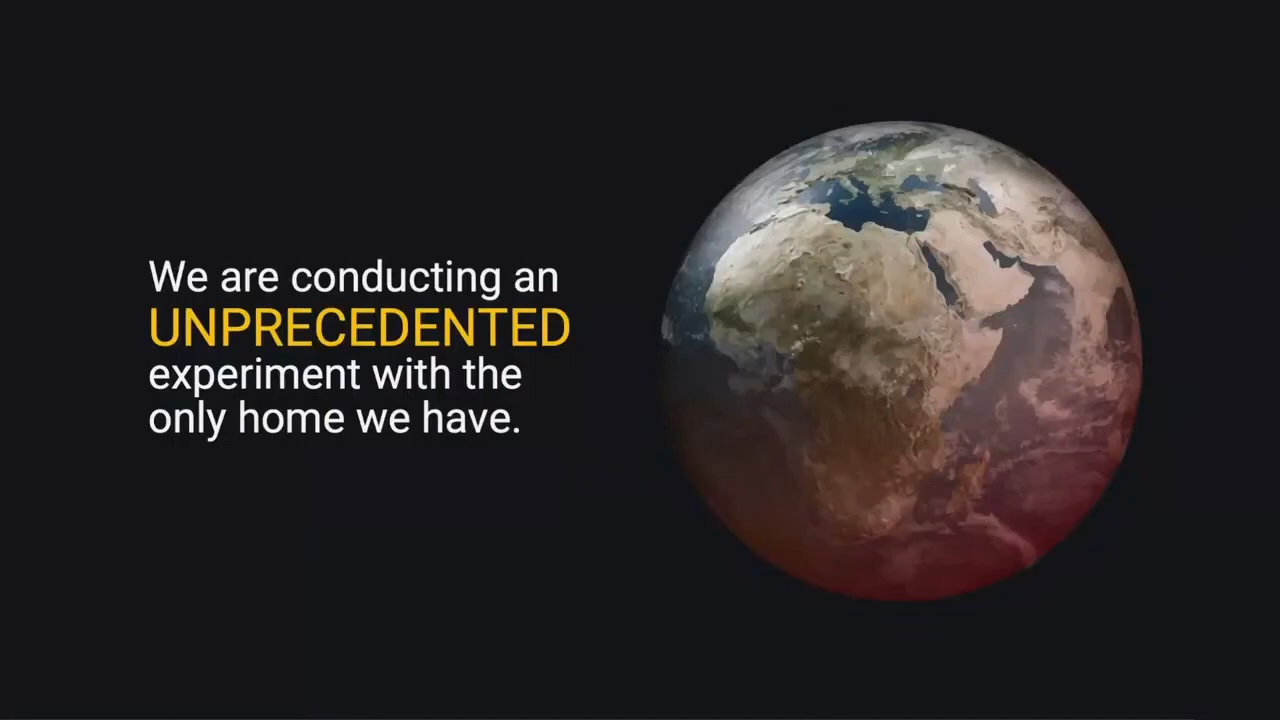 We are conducting an
UNPRECEDENTED
experiment with the
only home we have.